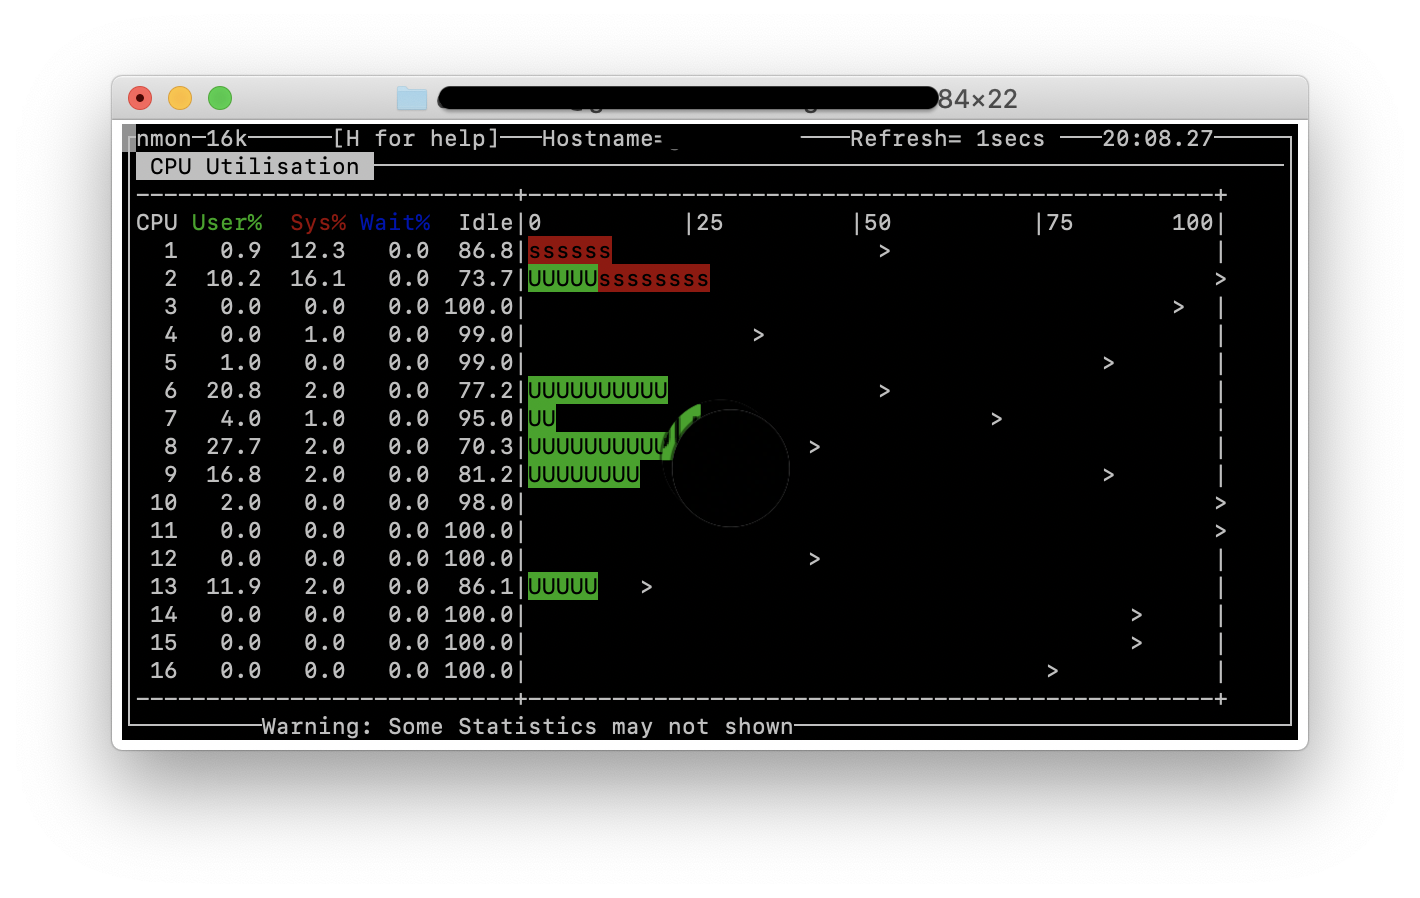 84×22
nmon─16k──────[H for help]───Hostname= ───Refresh= 1secs ───20:08.27
CPU Utilisation
CPU User% Sys% Wait% Idle|0 |25 |50 |75 100|
1 0.9 12.3 0.0 86.8|ssssss > |
2 10.2 16.1 0.0 73.7|UUUUUssssssss >
3 0.0 0.0 0.0 100.0| > |
4 0.0 1.0 0.0 99.0| > |
5 1.0 0.0 0.0 99.0| > |
6 20.8 2.0 0.0 77.2|UUUUUUUUUU > |
7 4.0 1.0 0.0 95.0|UU > |
8 27.7 2.0 0.0 70.3|UUUUUUUUUU > |
9 16.8 2.0 0.0 81.2|UUUUUUUU > |
10 2.0 0.0 0.0 98.0| >
11 0.0 0.0 0.0 100.0| >
12 0.0 0.0 0.0 100.0| > |
13 11.9 2.0 0.0 86.1|UUUUU > |
14 0.0 0.0 0.0 100.0| > |
15 0.0 0.0 0.0 100.0| > |
16 0.0 0.0 0.0 100.0| > |
Warning: Some Statistics may not shown